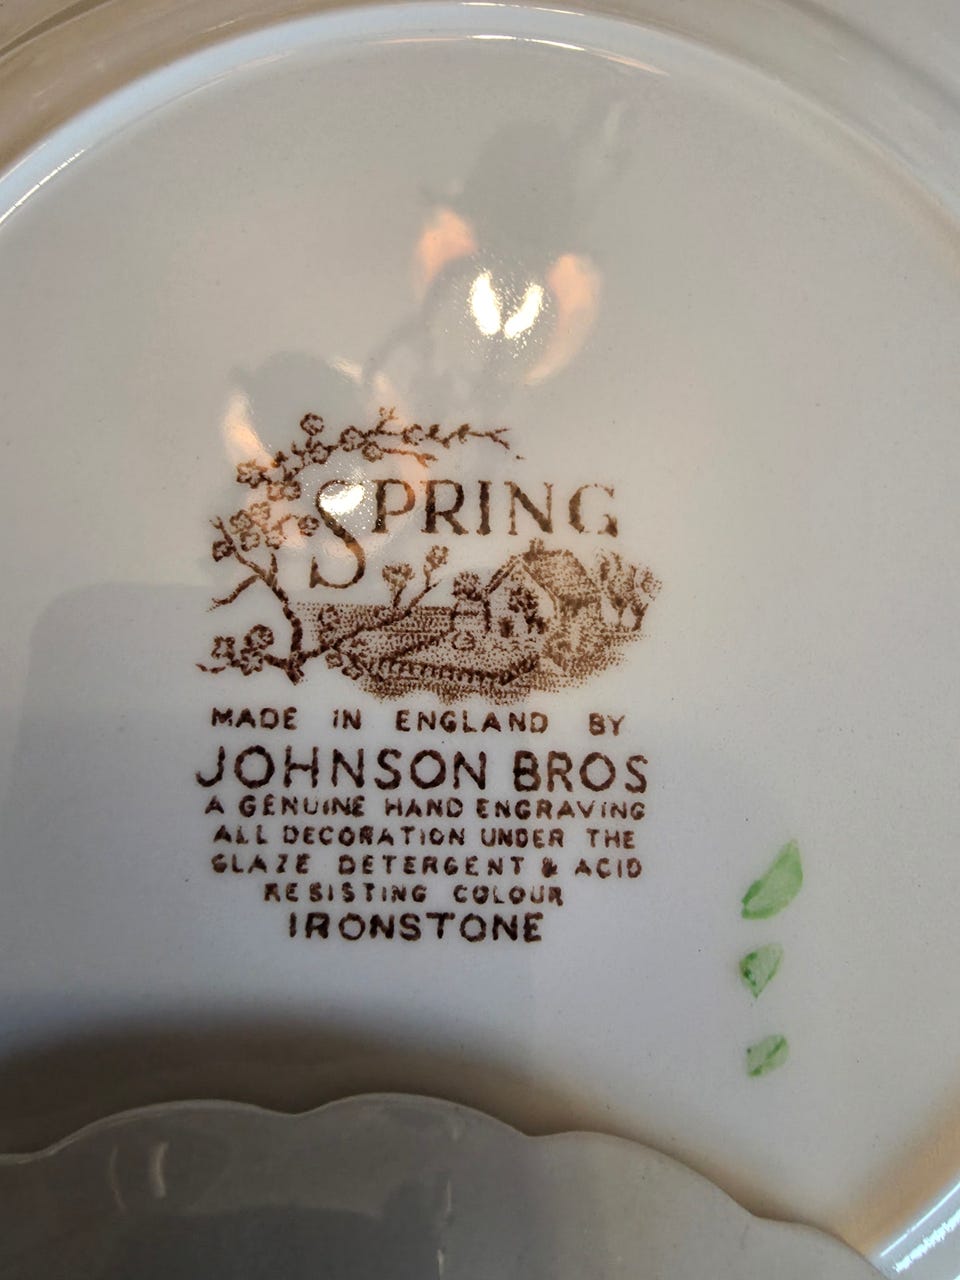 SPRING
MADE IN ENGLAND BY
JOHNSON BROS
A GENUINE HAND ENGRAVING
ALL DECORATION UNDER THE
GLAZE DETERGENT & ACID
RESISTING COLOUR
IRONSTONE